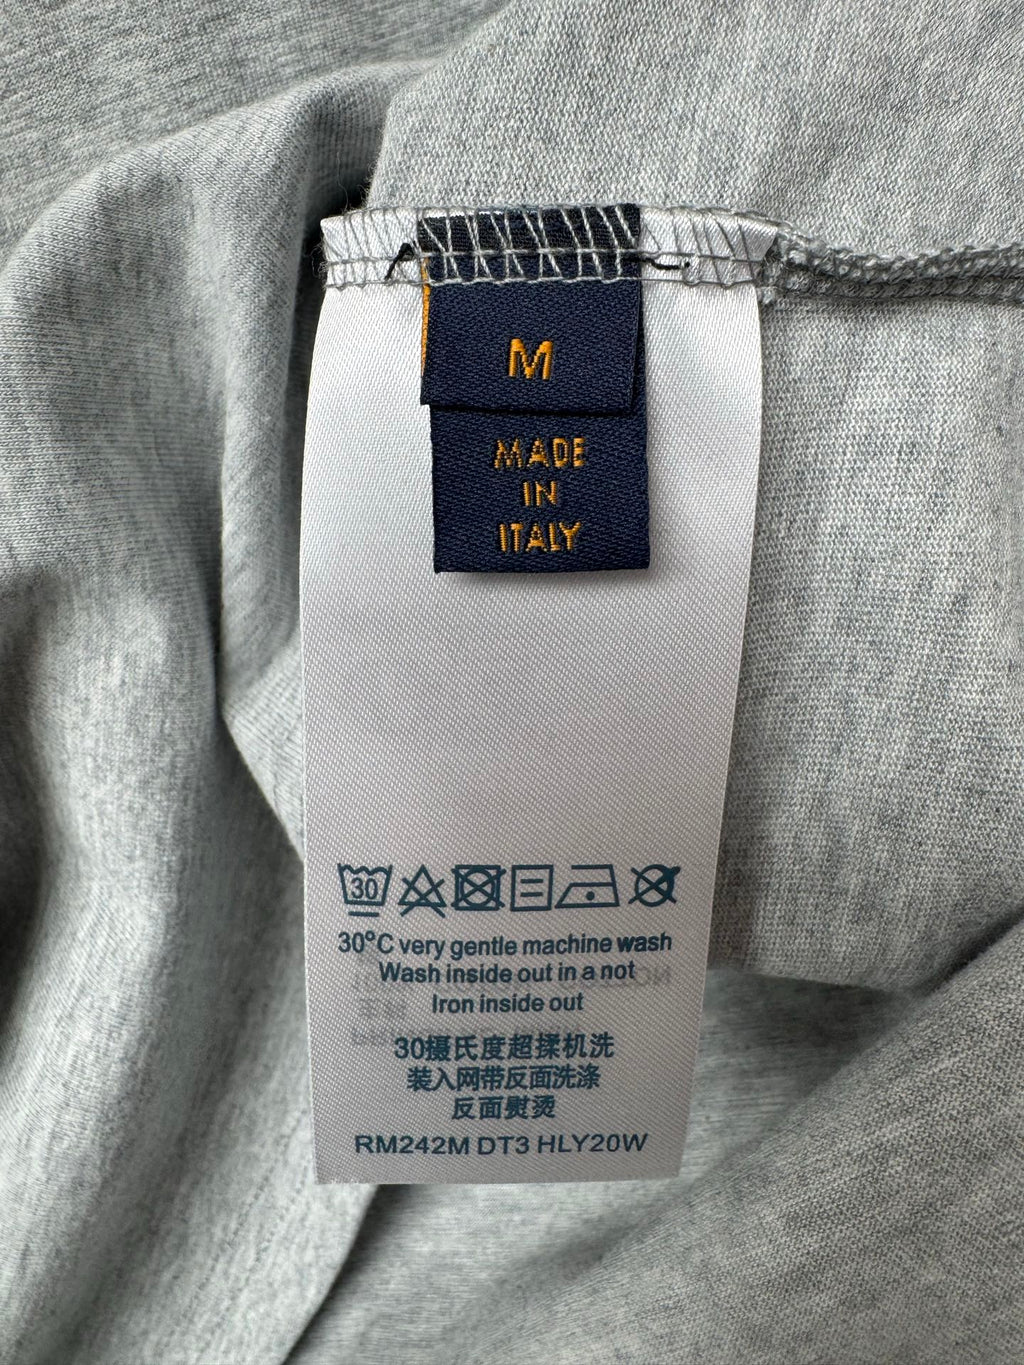 M
MADE
IN
ITALY
30
30°C very gentle machine wash
Wash inside out in a not
Iron inside out
30摄氏度超揉机洗
装入网带反面洗涤
反面熨烫
RM242M DT3 HLY20W